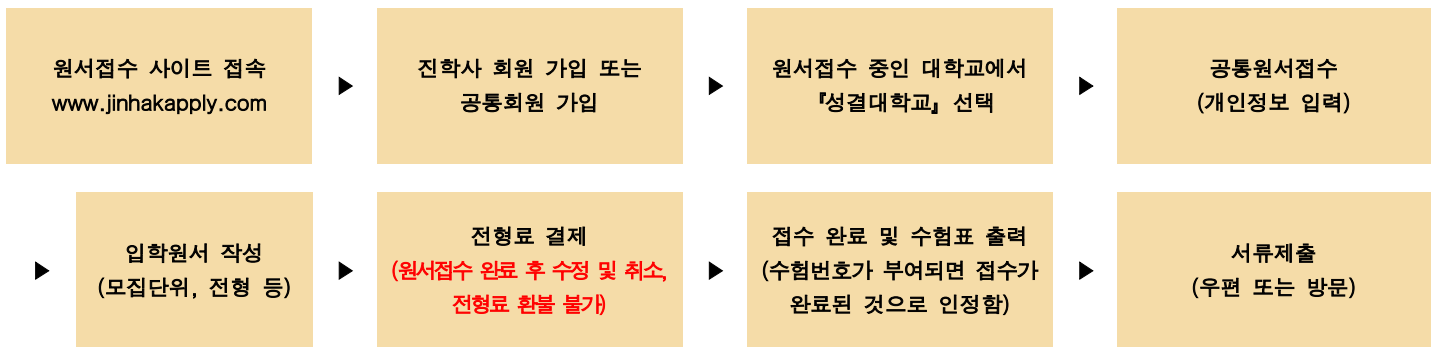 원서접수 사이트 접속
www.jinhakapply.com
▶
진학사 회원 가입 또는
공통회원 가입
▶
원서접수 중인 대학교에서
『성결대학교』 선택
▶
공통원서접수
(개인정보 입력)
▶
입학원서 작성
(모집단위, 전형 등)
▶
전형료 결제
(원서접수 완료 후 수정 및 취소,
전형료 환불 불가)
▶
접수 완료 및 수험표 출력
(수험번호가 부여되면 접수가
완료된 것으로 인정함)
▶
서류제출
(우편 또는 방문)